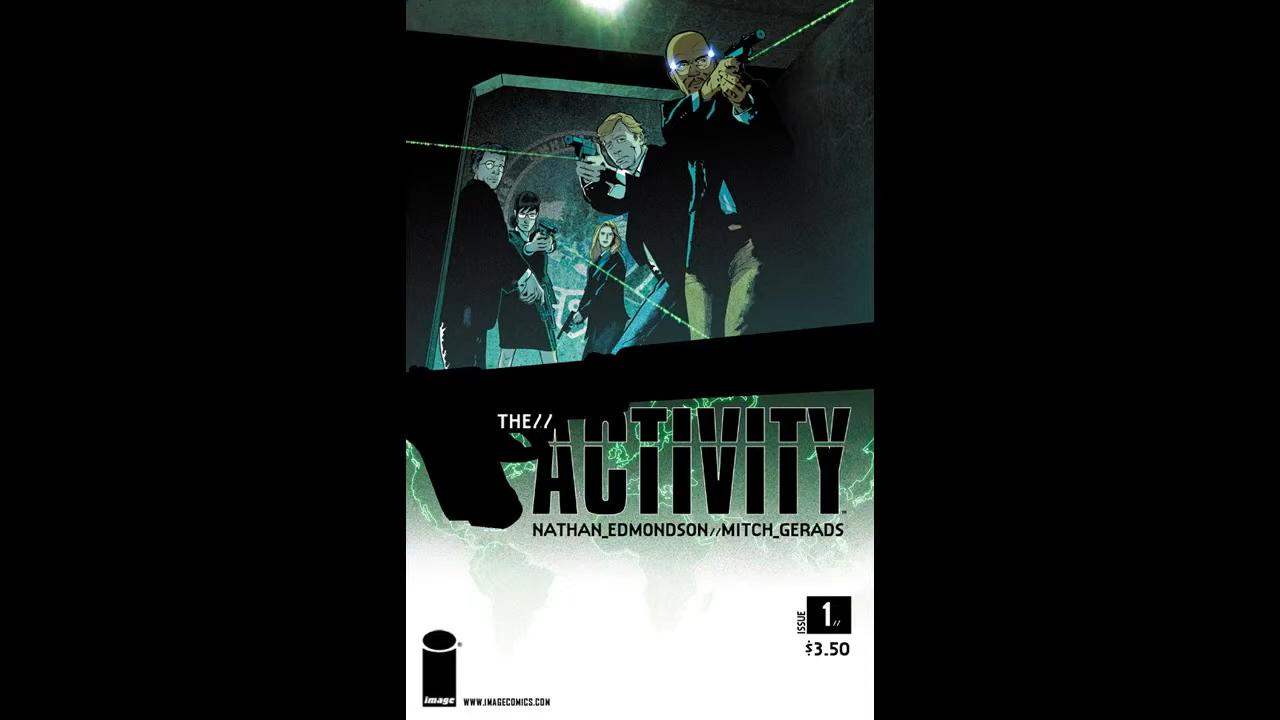 THE//
ACTIVITY
NATHAN_EDMONDSON//MITCH_GERADS
ISSUE 1//
$3.50
image
WWW.IMAGECOMICS.COM